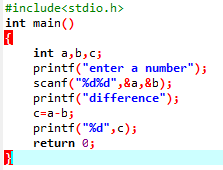 #include<stdio.h>
int main()
{
int a,b,c;
printf("enter a number");
scanf("%d%d",&a,&b);
printf("difference");
c=a-b;
printf("%d",c);
return 0;
}